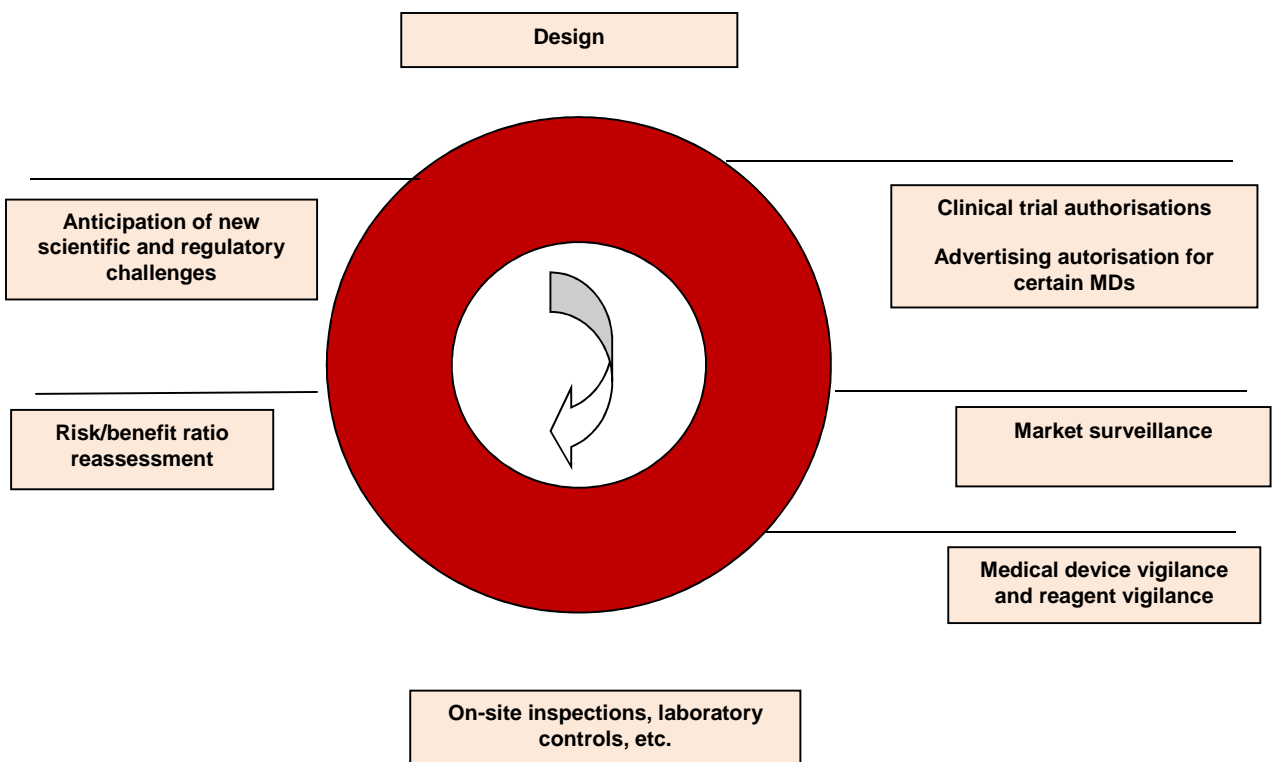 Design
Anticipation of new
scientific and regulatory
challenges
Clinical trial authorisations
Advertising autorisation for
certain MDs
Risk/benefit ratio
reassessment
Market surveillance
Medical device vigilance
and reagent vigilance
On-site inspections, laboratory
controls, etc.